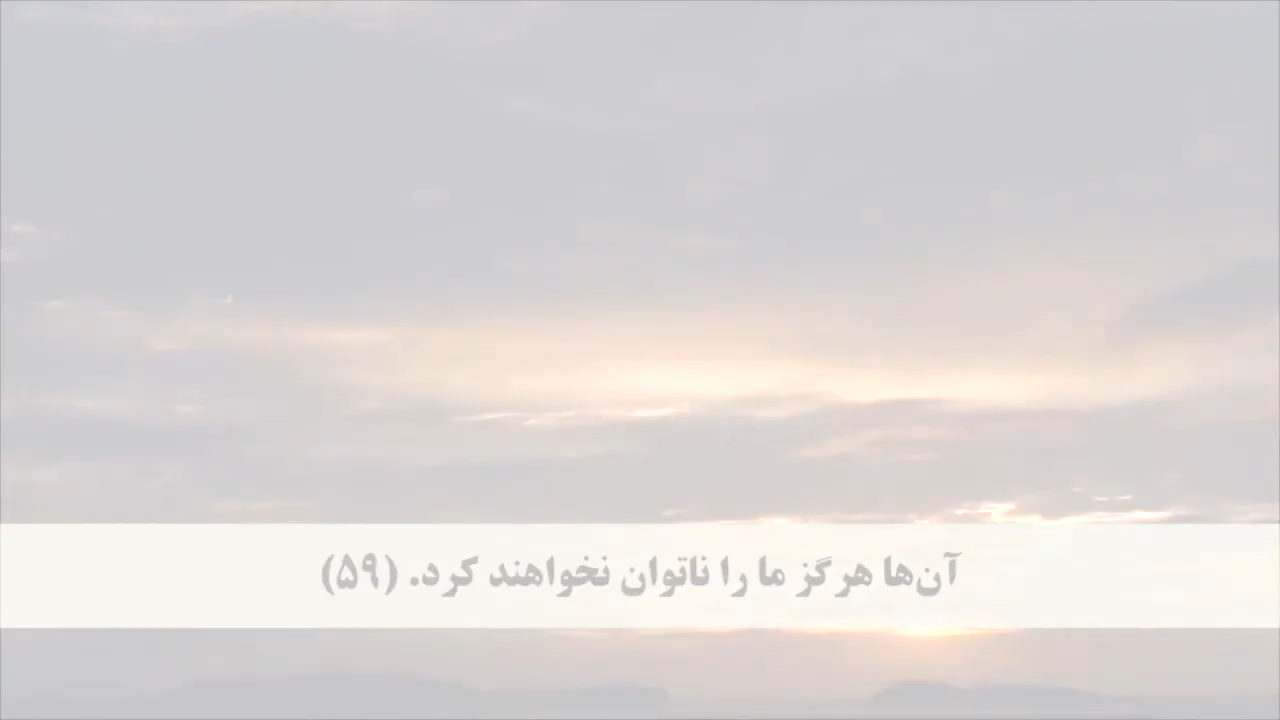 آن‌ها هرگز ما را ناتوان نخواهند کرد. (۵۹)